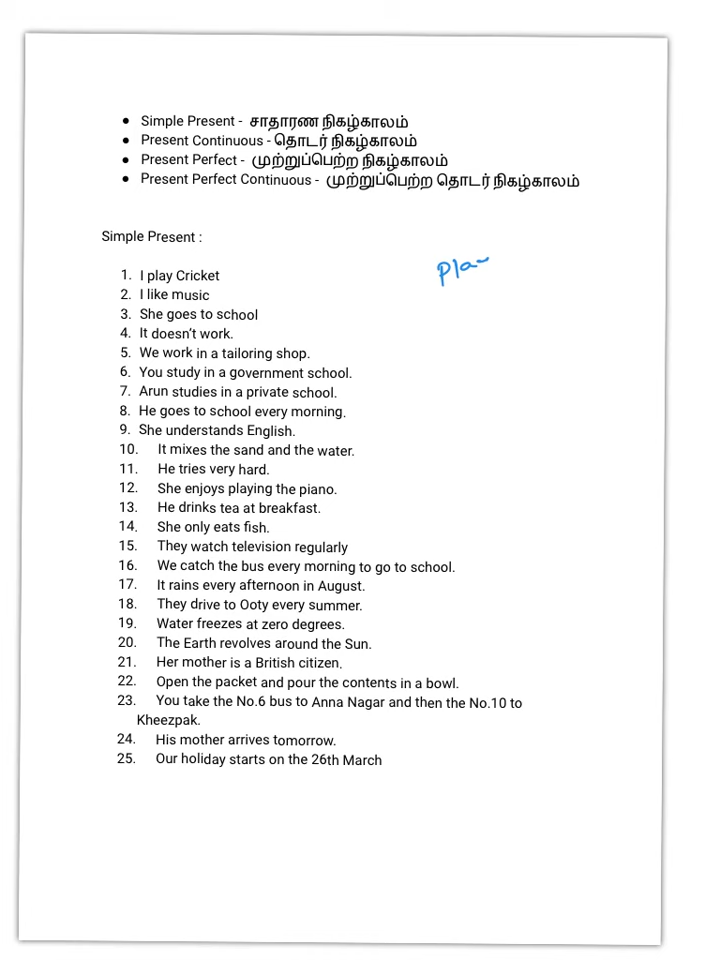 • Simple Present - சாதாரண நிகழ்காலம்
• Present Continuous - தொடர் நிகழ்காலம்
• Present Perfect - முற்றுப்பெற்ற நிகழ்காலம்
• Present Perfect Continuous - முற்றுப்பெற்ற தொடர் நிகழ்காலம்
Simple Present :
Pla
1. I play Cricket
2. I like music
3. She goes to school
4. It doesn’t work.
5. We work in a tailoring shop.
6. You study in a government school.
7. Arun studies in a private school.
8. He goes to school every morning.
9. She understands English.
10. It mixes the sand and the water.
11. He tries very hard.
12. She enjoys playing the piano.
13. He drinks tea at breakfast.
14. She only eats fish.
15. They watch television regularly
16. We catch the bus every morning to go to school.
17. It rains every afternoon in August.
18. They drive to Ooty every summer.
19. Water freezes at zero degrees.
20. The Earth revolves around the Sun.
21. Her mother is a British citizen.
22. Open the packet and pour the contents in a bowl.
23. You take the No.6 bus to Anna Nagar and then the No.10 to
Kheezpak.
24. His mother arrives tomorrow.
25. Our holiday starts on the 26th March